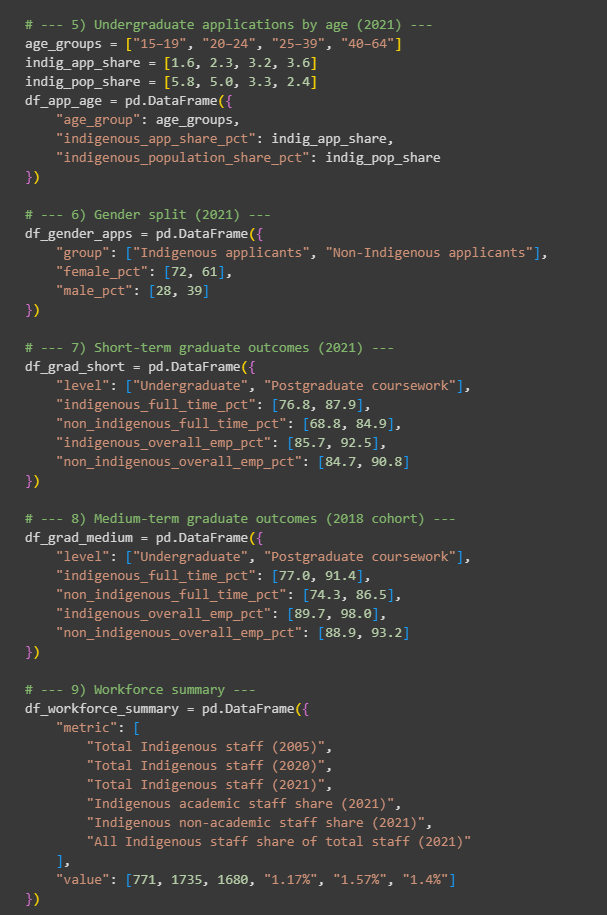 # --- 5) Undergraduate applications by age (2021) ---
age_groups = ["15–19", "20–24", "25–39", "40–64"]
indig_app_share = [1.6, 2.3, 3.2, 3.6]
indig_pop_share = [5.8, 5.0, 3.3, 2.4]
df_app_age = pd.DataFrame({
    "age_group": age_groups,
    "indigenous_app_share_pct": indig_app_share,
    "indigenous_population_share_pct": indig_pop_share
})

# --- 6) Gender split (2021) ---
df_gender_apps = pd.DataFrame({
    "group": ["Indigenous applicants", "Non-Indigenous applicants"],
    "female_pct": [72, 61],
    "male_pct": [28, 39]
})

# --- 7) Short-term graduate outcomes (2021) ---
df_grad_short = pd.DataFrame({
    "level": ["Undergraduate", "Postgraduate coursework"],
    "indigenous_full_time_pct": [76.8, 87.9],
    "non_indigenous_full_time_pct": [68.8, 84.9],
    "indigenous_overall_emp_pct": [85.7, 92.5],
    "non_indigenous_overall_emp_pct": [84.7, 90.8]
})

# --- 8) Medium-term graduate outcomes (2018 cohort) ---
df_grad_medium = pd.DataFrame({
    "level": ["Undergraduate", "Postgraduate coursework"],
    "indigenous_full_time_pct": [77.0, 91.4],
    "non_indigenous_full_time_pct": [74.3, 86.5],
    "indigenous_overall_emp_pct": [89.7, 98.0],
    "non_indigenous_overall_emp_pct": [88.9, 93.2]
})

# --- 9) Workforce summary ---
df_workforce_summary = pd.DataFrame({
    "metric": [
        "Total Indigenous staff (2005)",
        "Total Indigenous staff (2020)",
        "Total Indigenous staff (2021)",
        "Indigenous academic staff share (2021)",
        "Indigenous non-academic staff share (2021)",
        "All Indigenous staff share of total staff (2021)"
    ],
    "value": [771, 1735, 1680, "1.17%", "1.57%", "1.4%"]
})